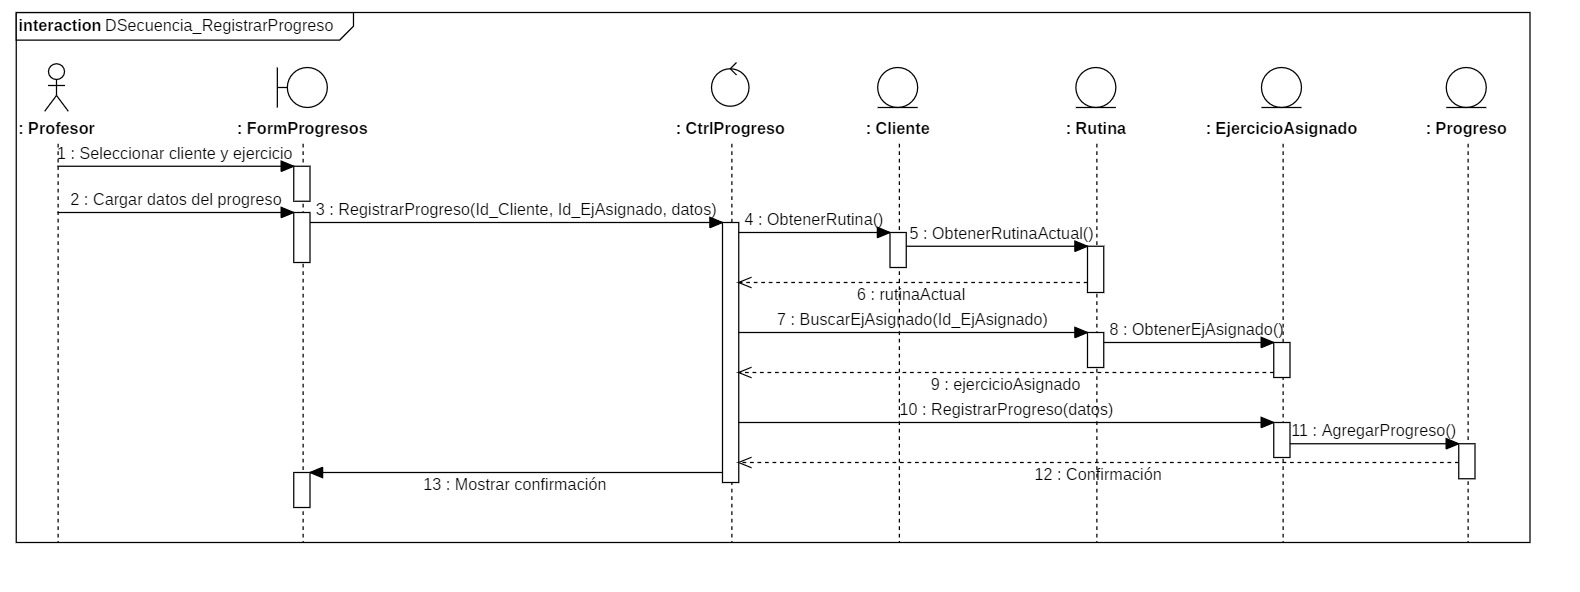 interaction DSecuencia_RegistrarProgreso
: Profesor
: FormProgresos
: CtrlProgreso
: Cliente
: Rutina
: EjercicioAsignado
: Progreso
1 : Seleccionar cliente y ejercicio
2 : Cargar datos del progreso
3 : RegistrarProgreso(Id_Cliente, Id_EjAsignado, datos)
4 : ObtenerRutina()
5 : ObtenerRutinaActual()
6 : rutinaActual
7 : BuscarEjAsignado(Id_EjAsignado)
8 : ObtenerEjAsignado()
9 : ejercicioAsignado
10 : RegistrarProgreso(datos)
11 : AgregarProgreso()
12 : Confirmación
13 : Mostrar confirmación